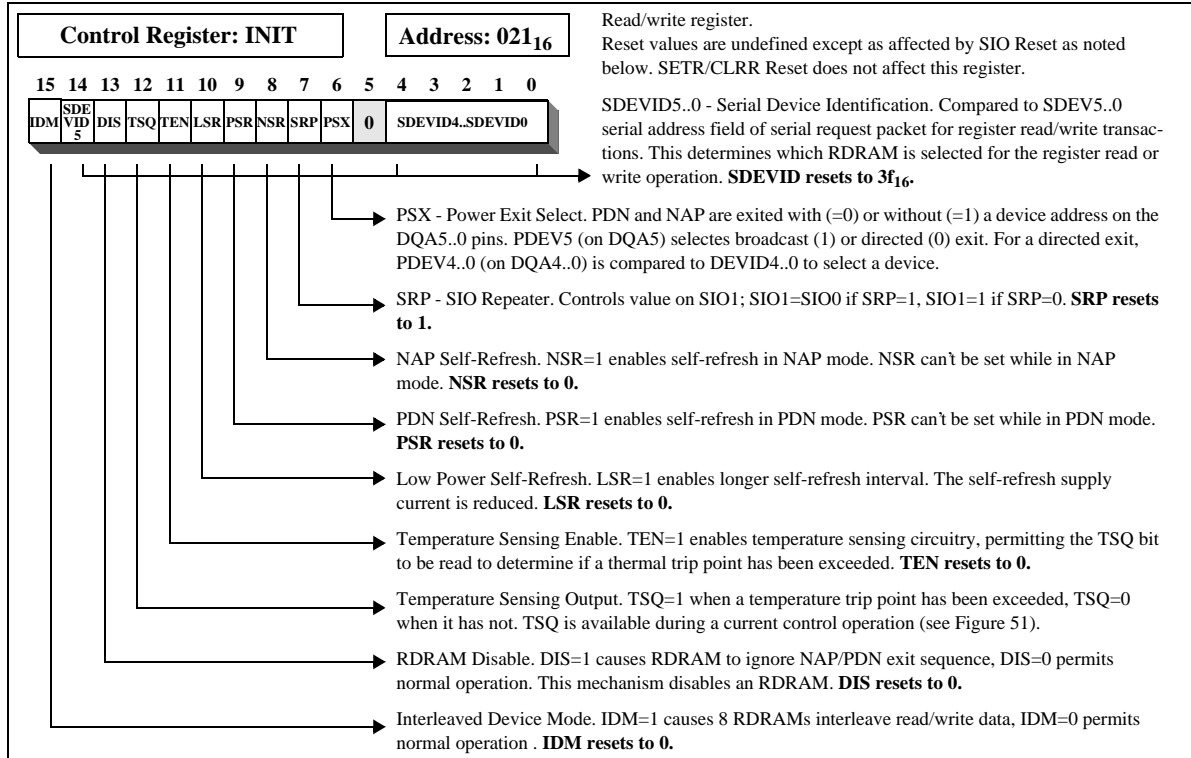 Control Register: INIT
Address: 021₁₆
Read/write register.
Reset values are undefined except as affected by SIO Reset as noted
below. SETR/CLRR Reset does not affect this register.
15 14 13 12 11 10 9 8 7 6 5 4 3 2 1 0
IDM SDE VID 5 DIS TSQ TEN LSR PSR NSR SRP PSX 0 SDEVID4..SDEVID0
SDEVID5..0 - Serial Device Identification. Compared to SDEV5..0
serial address field of serial request packet for register read/write transac-
tions. This determines which RDRAM is selected for the register read or
write operation. SDEVID resets to 3f₁₆.
PSX - Power Exit Select. PDN and NAP are exited with (=0) or without (=1) a device address on the
DQA5..0 pins. PDEV5 (on DQA5) selectes broadcast (1) or directed (0) exit. For a directed exit,
PDEV4..0 (on DQA4..0) is compared to DEVID4..0 to select a device.
SRP - SIO Repeater. Controls value on SIO1; SIO1=SIO0 if SRP=1, SIO1=1 if SRP=0. SRP resets
to 1.
NAP Self-Refresh. NSR=1 enables self-refresh in NAP mode. NSR can't be set while in NAP
mode. NSR resets to 0.
PDN Self-Refresh. PSR=1 enables self-refresh in PDN mode. PSR can't be set while in PDN mode.
PSR resets to 0.
Low Power Self-Refresh. LSR=1 enables longer self-refresh interval. The self-refresh supply
current is reduced. LSR resets to 0.
Temperature Sensing Enable. TEN=1 enables temperature sensing circuitry, permitting the TSQ bit
to be read to determine if a thermal trip point has been exceeded. TEN resets to 0.
Temperature Sensing Output. TSQ=1 when a temperature trip point has been exceeded, TSQ=0
when it has not. TSQ is available during a current control operation (see Figure 51).
RDRAM Disable. DIS=1 causes RDRAM to ignore NAP/PDN exit sequence, DIS=0 permits
normal operation. This mechanism disables an RDRAM. DIS resets to 0.
Interleaved Device Mode. IDM=1 causes 8 RDRAMs interleave read/write data, IDM=0 permits
normal operation . IDM resets to 0.